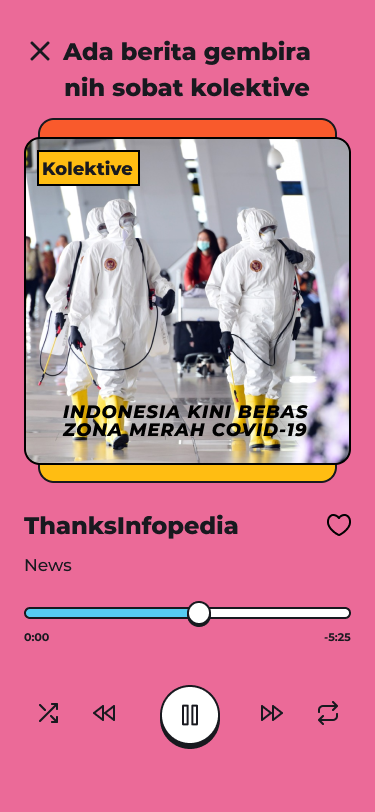 Ada berita gembira
nih sobat kolektive
Kolektive
INDONESIA KINI BEBAS
ZONA MERAH COVID-19
ThanksInfopedia
News
0:00
-5:25